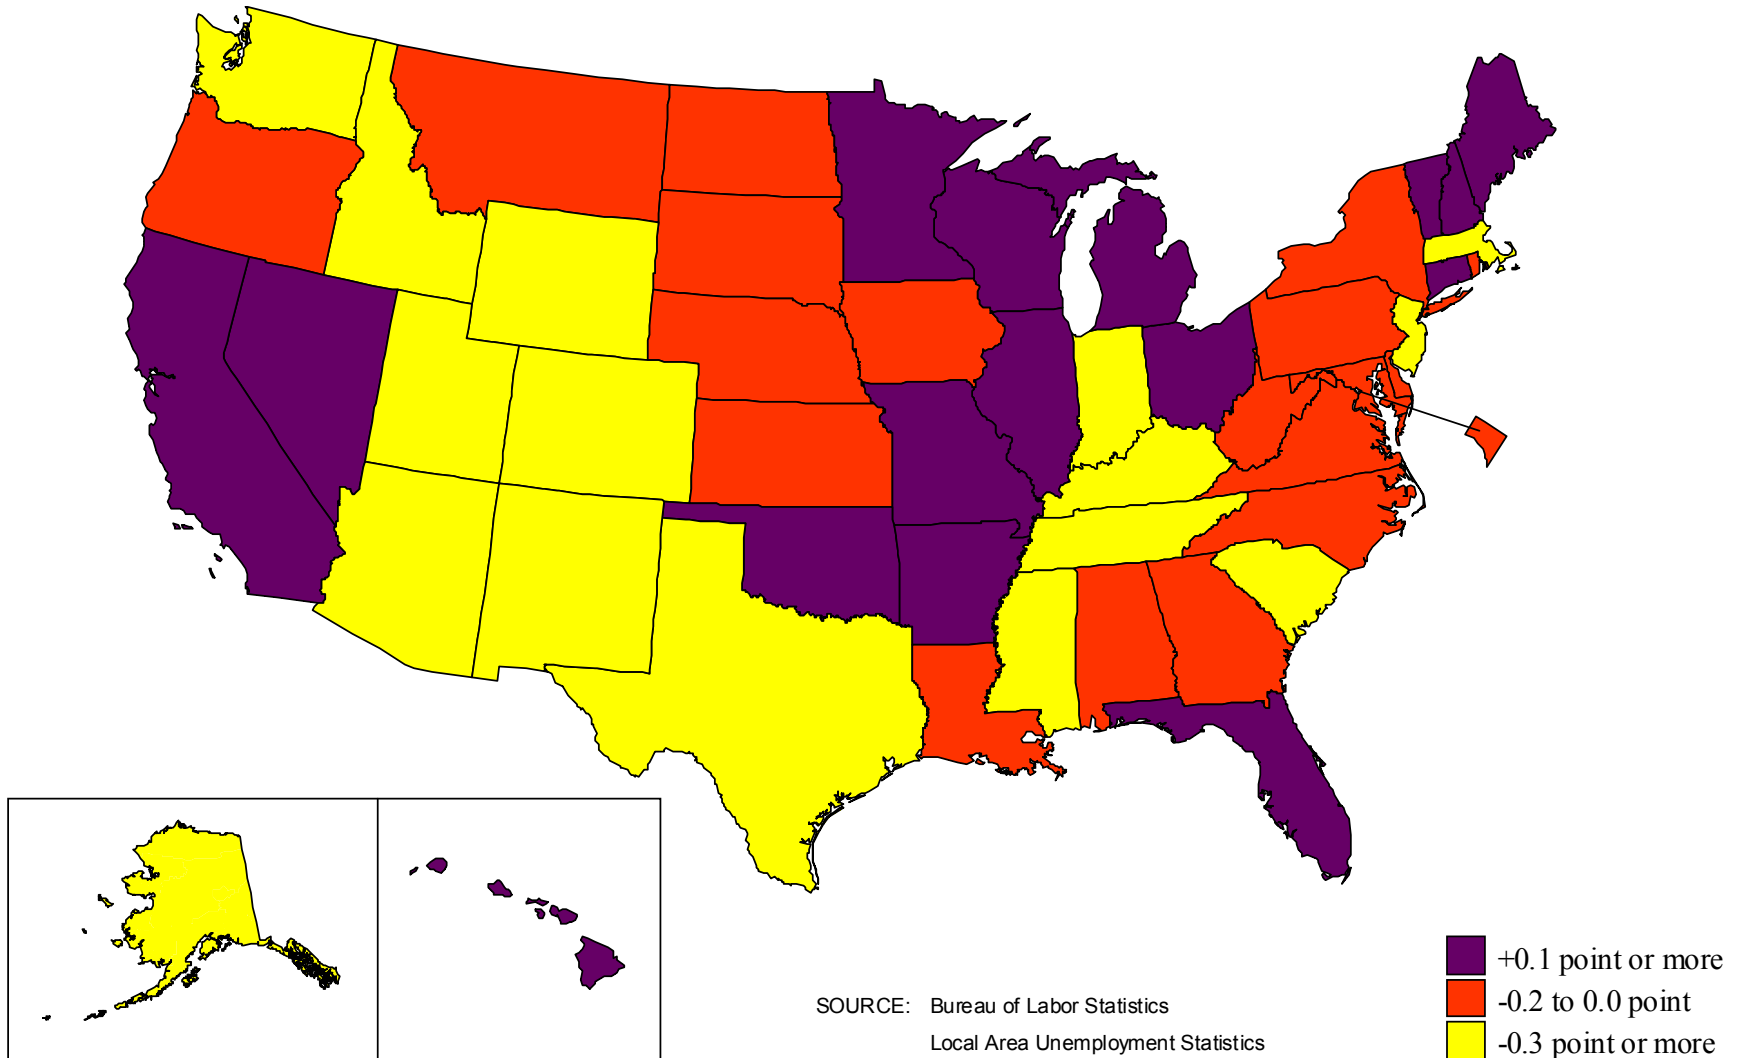 +0.1 point or more
-0.2 to 0.0 point
-0.3 point or more
SOURCE: Bureau of Labor Statistics
Local Area Unemployment Statistics